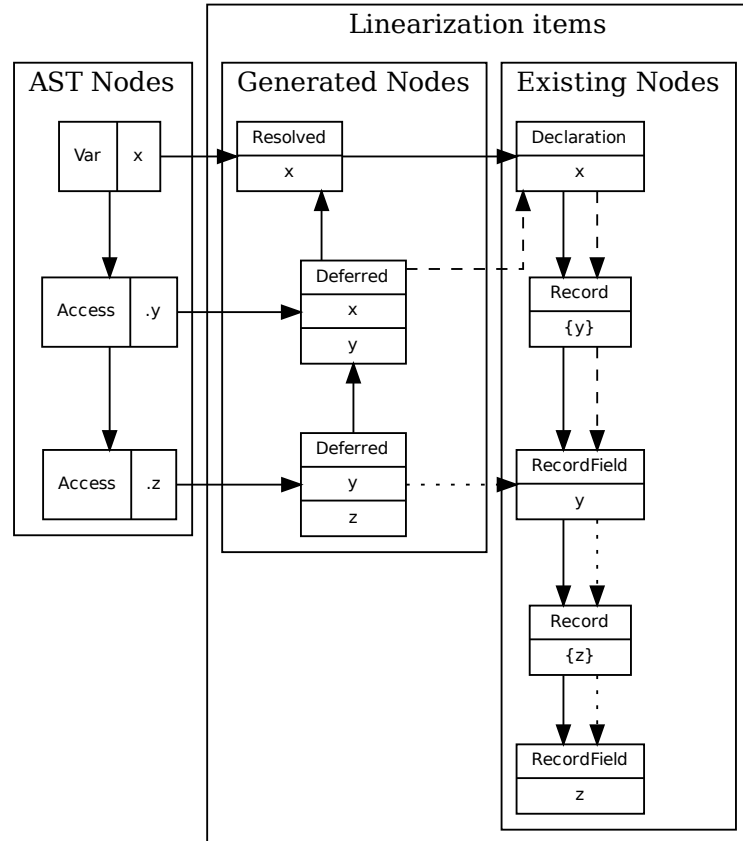 Linearization items
AST Nodes
Generated Nodes
Existing Nodes
Var
x
Resolved
x
Declaration
x
Access
.y
Deferred
x
y
Record
{y}
Access
.z
Deferred
y
z
RecordField
y
Record
{z}
RecordField
z